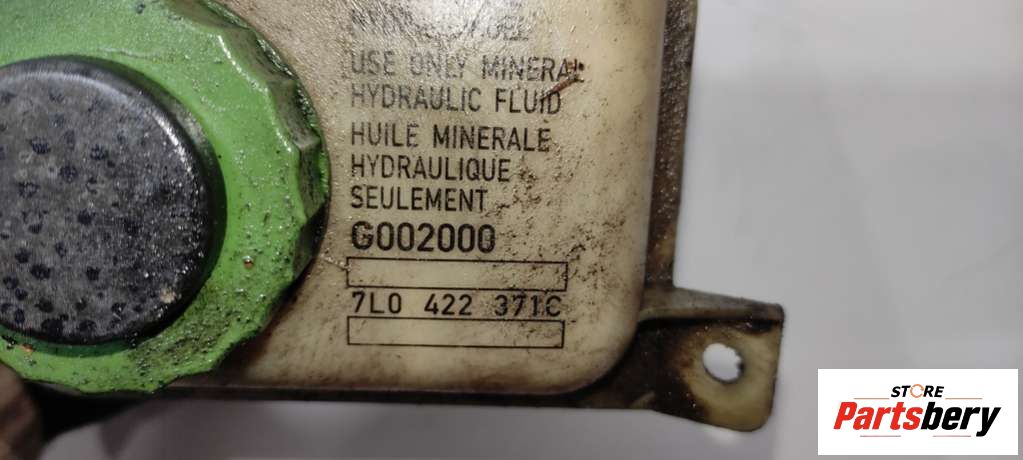 USE ONLY MINERAL
HYDRAULIC FLUID
HUILE MINERALE
HYDRAULIQUE
SEULEMENT
G002000
7L0 422 371C
STORE
Partsbery